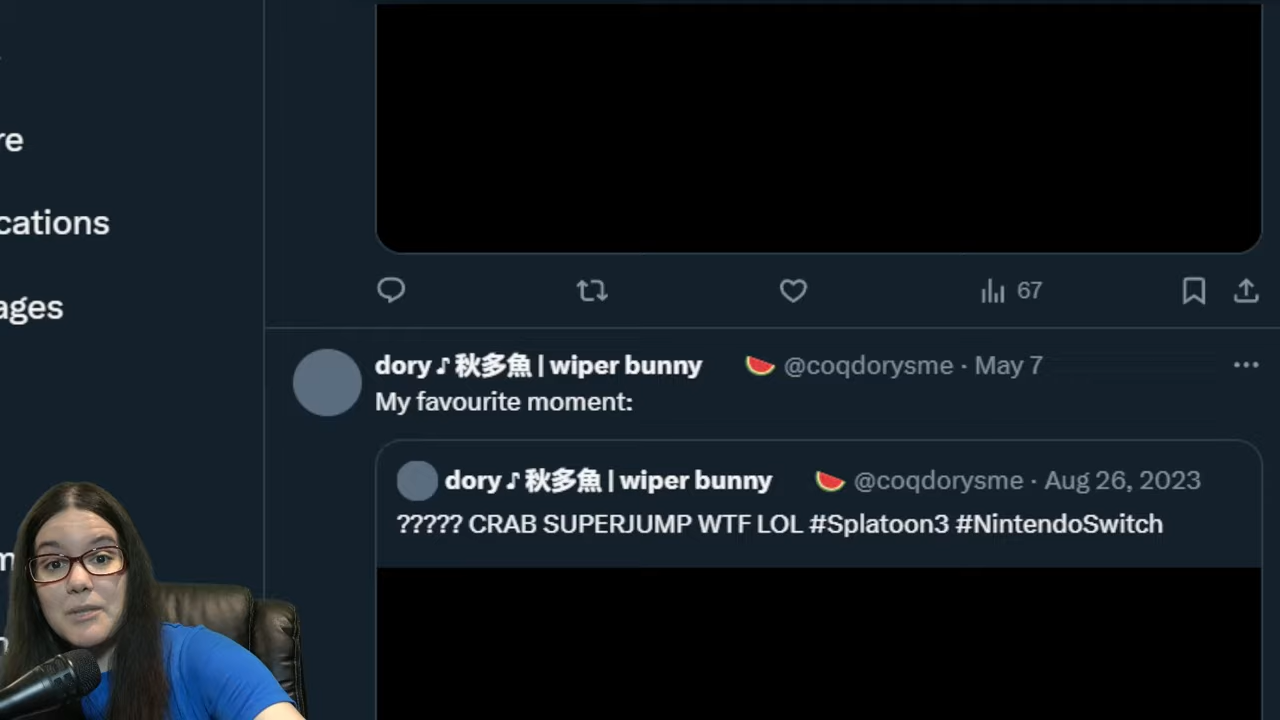 re
cations
ages
67
dory ♪ 秋多魚 | wiper bunny 🍉 @coqdorysme · May 7
My favourite moment:
dory ♪ 秋多魚 | wiper bunny 🍉 @coqdorysme · Aug 26, 2023
????? CRAB SUPERJUMP WTF LOL #Splatoon3 #NintendoSwitch
m